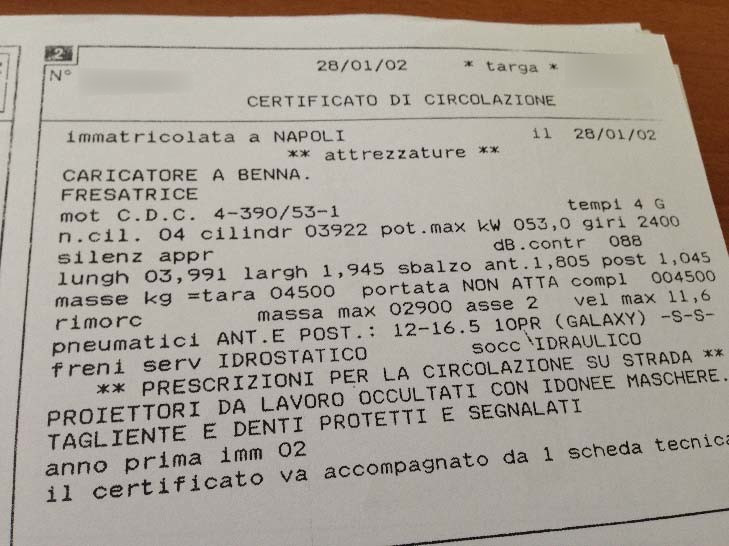 2
N°
28/01/02 * targa *
CERTIFICATO DI CIRCOLAZIONE
immatricolata a NAPOLI il 28/01/02
** attrezzature **
CARICATORE A BENNA.
FRESATRICE
mot C.D.C. 4-390/53-1 tempi 4 G
n.cil. 04 cilindr 03922 pot.max kW 053,0 giri 2400
silenz appr dB.contr 088
lungh 03,991 largh 1,945 sbalzo ant.1,805 post 1,045
masse kg =tara 04500 portata NON ATTA compl 004500
rimorc massa max 02900 asse 2 vel max 11,6
pneumatici ANT.E POST.: 12-16.5 10PR (GALAXY) -S-S-
freni serv IDROSTATICO socc IDRAULICO
** PRESCRIZIONI PER LA CIRCOLAZIONE SU STRADA **
PROIETTORI DA LAVORO OCCULTATI CON IDONEE MASCHERE.
TAGLIENTE E DENTI PROTETTI E SEGNALATI
anno prima imm 02
il certificato va accompagnato da 1 scheda tecnica